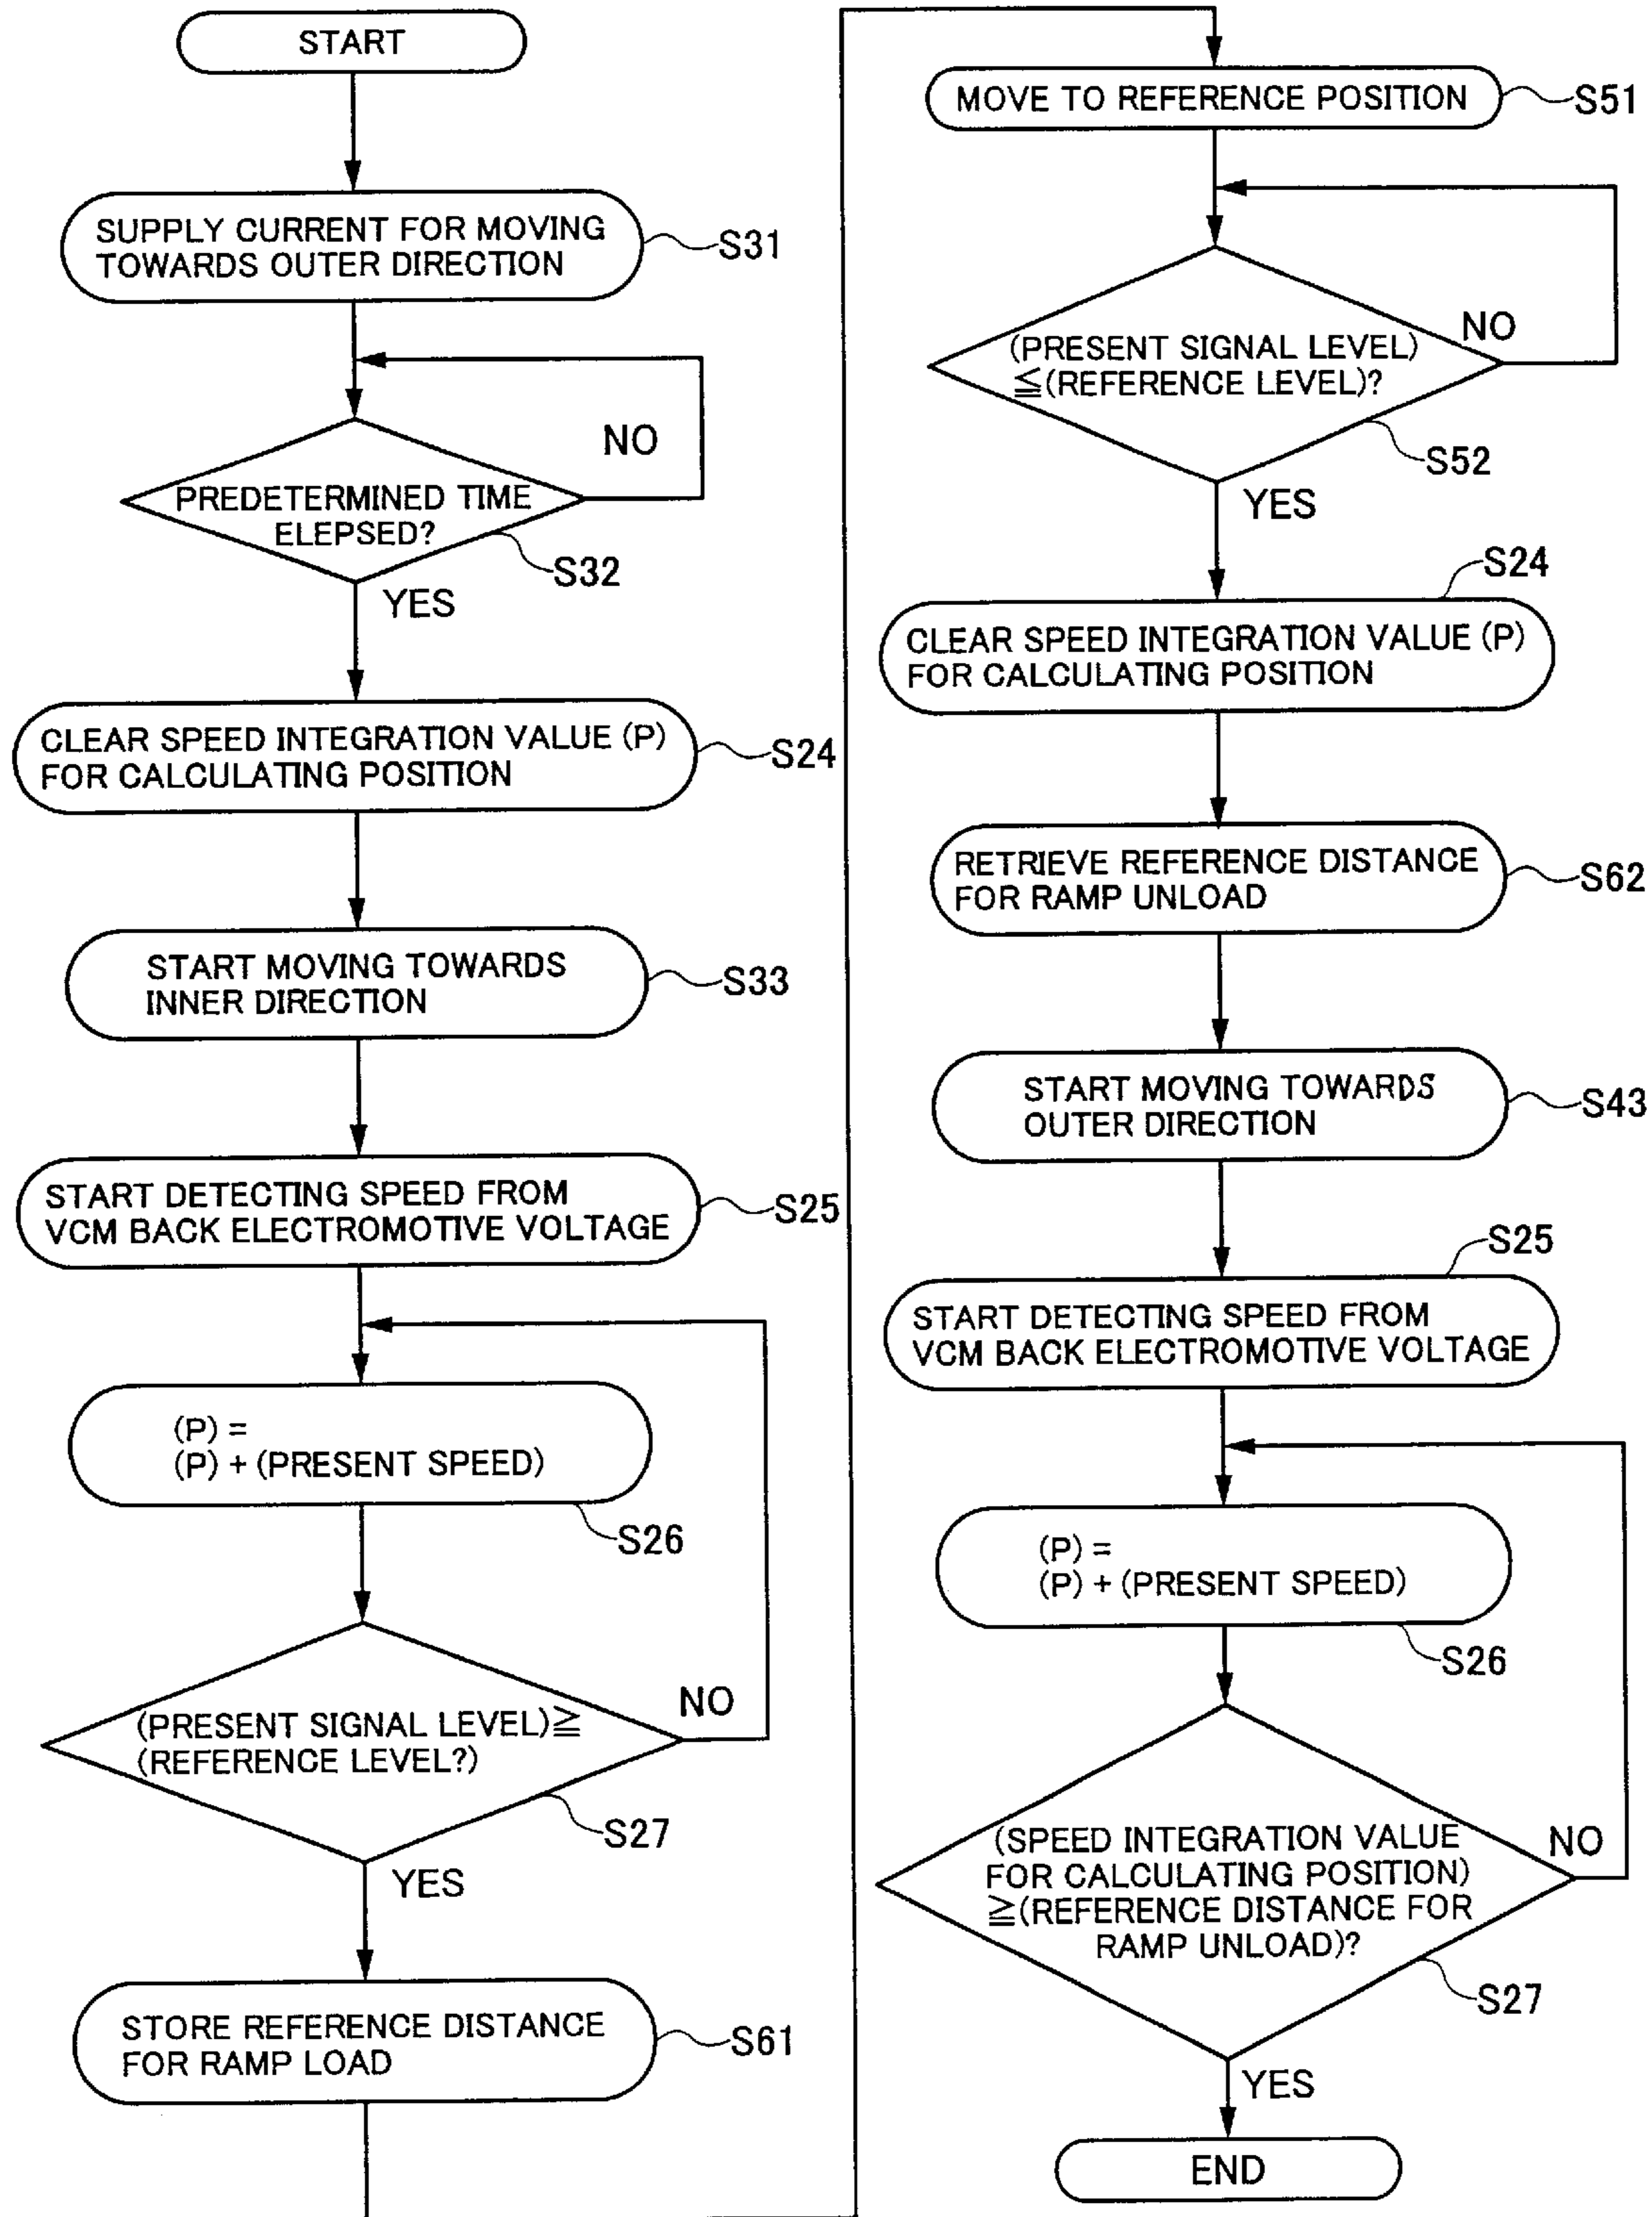 START
SUPPLY CURRENT FOR MOVING
TOWARDS OUTER DIRECTION
S31
NO
PREDETERMINED TIME
ELEPSED?
S32
YES
CLEAR SPEED INTEGRATION VALUE (P)
FOR CALCULATING POSITION
S24
START MOVING TOWARDS
INNER DIRECTION
S33
START DETECTING SPEED FROM
VCM BACK ELECTROMOTIVE VOLTAGE
S25
(P) =
(P) + (PRESENT SPEED)
S26
NO
(PRESENT SIGNAL LEVEL)≧
(REFERENCE LEVEL?)
S27
YES
STORE REFERENCE DISTANCE
FOR RAMP LOAD
S61
MOVE TO REFERENCE POSITION
S51
NO
(PRESENT SIGNAL LEVEL)
≦(REFERENCE LEVEL)?
S52
YES
S24
CLEAR SPEED INTEGRATION VALUE (P)
FOR CALCULATING POSITION
RETRIEVE REFERENCE DISTANCE
FOR RAMP UNLOAD
S62
START MOVING TOWARDS
OUTER DIRECTION
S43
S25
START DETECTING SPEED FROM
VCM BACK ELECTROMOTIVE VOLTAGE
(P) =
(P) + (PRESENT SPEED)
S26
(SPEED INTEGRATION VALUE
FOR CALCULATING POSITION)
≧(REFERENCE DISTANCE FOR
RAMP UNLOAD)?
NO
S27
YES
END